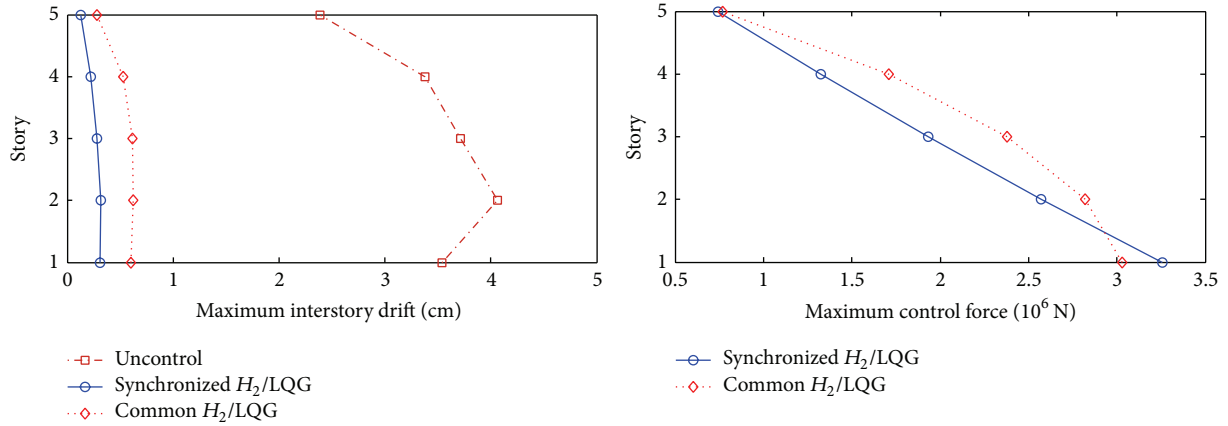 5
4
3
2
1
Story
0
1
2
3
4
5
Maximum interstory drift (cm)
Uncontrol
Synchronized H₂/LQG
Common H₂/LQG
5
4
3
2
1
Story
0.5
1
1.5
2
2.5
3
3.5
Maximum control force (10⁶ N)
Synchronized H₂/LQG
Common H₂/LQG